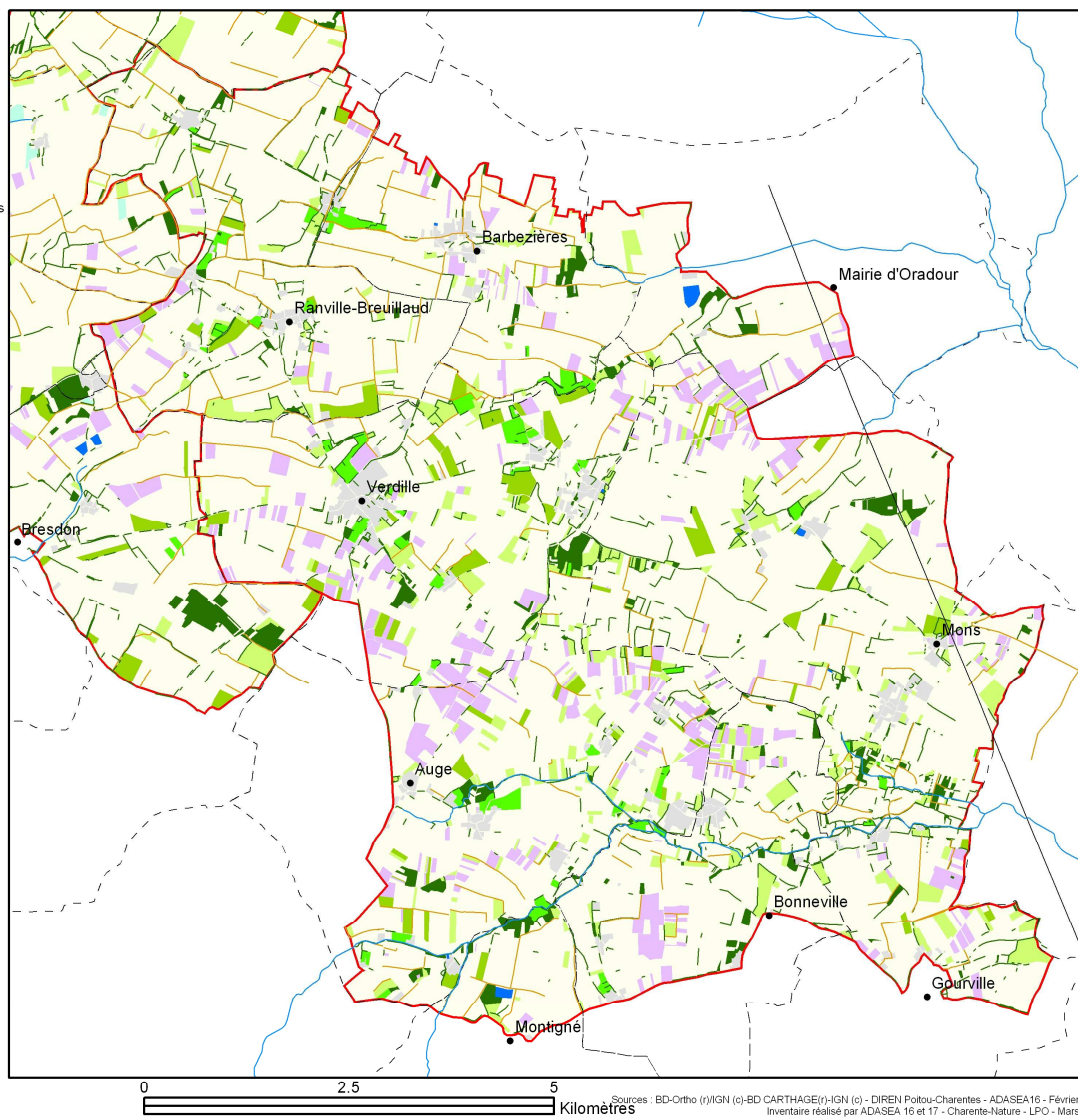 s
Barbezières
Mairie d'Oradour
Ranville-Breuillaud
Verdille
Bresdon
Mons
Auge
Bonneville
Gourville
Montigné
0 2.5 5
Kilomètres
Sources : BD-Ortho (r)/IGN (c)-BD CARTHAGE(r)-IGN (c) - DIREN Poitou-Charentes - ADASEA16 - Février
Inventaire réalisé par ADASEA 16 et 17 - Charente-Nature - LPO - Mars